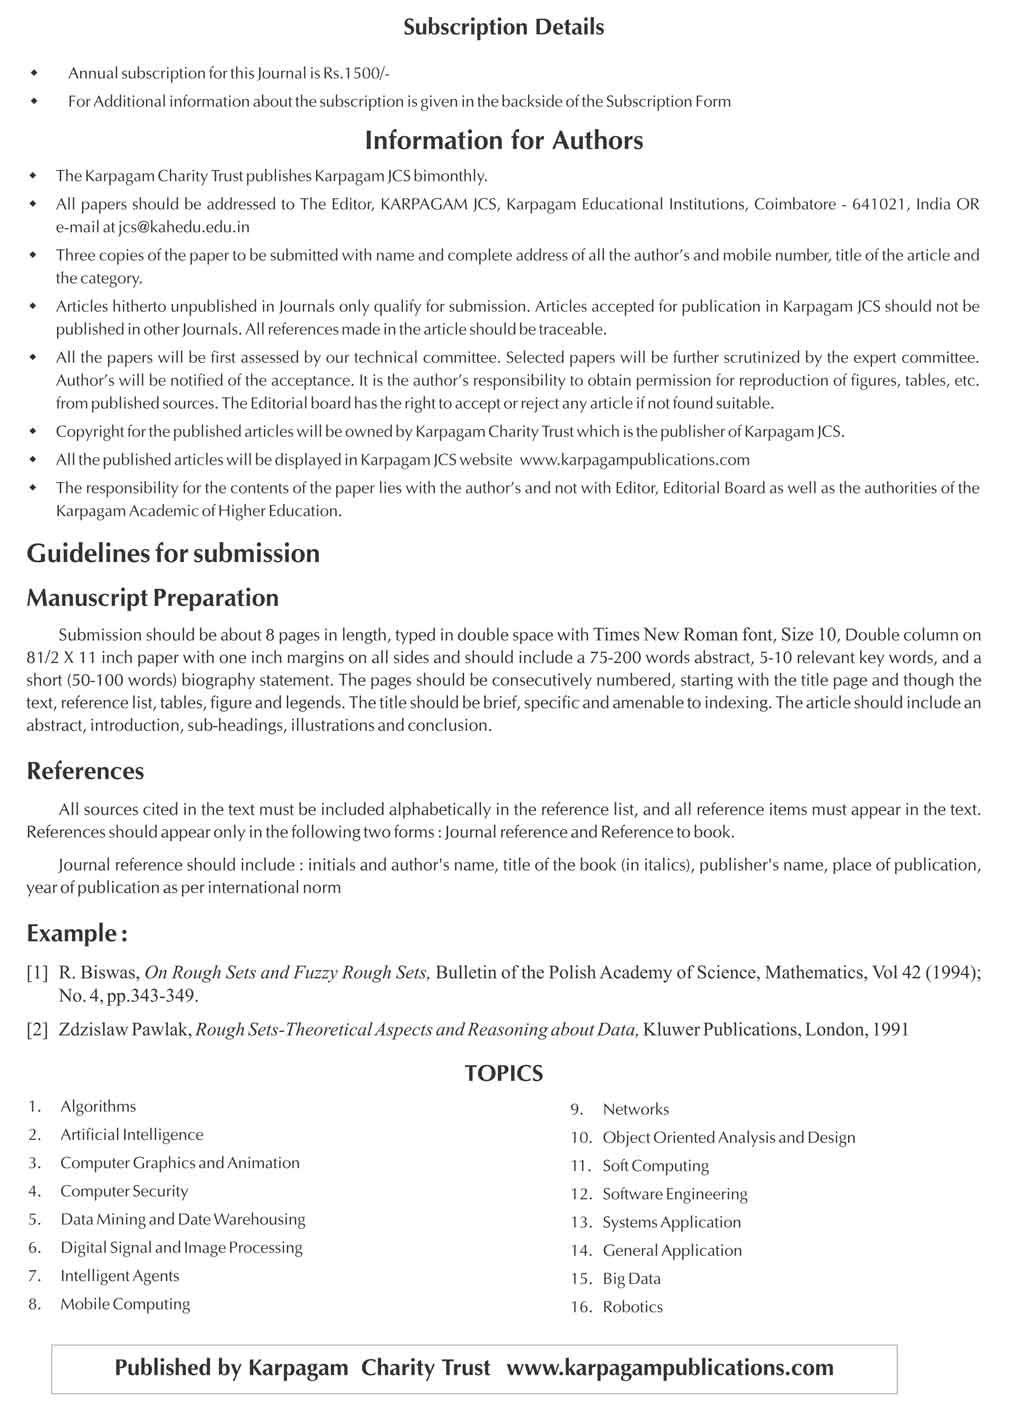 Subscription Details
◆ Annual subscription for this Journal is Rs.1500/-
◆ For Additional information about the subscription is given in the backside of the Subscription Form
Information for Authors
◆ The Karpagam Charity Trust publishes Karpagam JCS bimonthly.
◆ All papers should be addressed to The Editor, KARPAGAM JCS, Karpagam Educational Institutions, Coimbatore - 641021, India OR
e-mail at jcs@kahedu.edu.in
◆ Three copies of the paper to be submitted with name and complete address of all the author's and mobile number, title of the article and
the category.
◆ Articles hitherto unpublished in Journals only qualify for submission. Articles accepted for publication in Karpagam JCS should not be
published in other Journals. All references made in the article should be traceable.
◆ All the papers will be first assessed by our technical committee. Selected papers will be further scrutinized by the expert committee.
Author's will be notified of the acceptance. It is the author's responsibility to obtain permission for reproduction of figures, tables, etc.
from published sources. The Editorial board has the right to accept or reject any article if not found suitable.
◆ Copyright for the published articles will be owned by Karpagam Charity Trust which is the publisher of Karpagam JCS.
◆ All the published articles will be displayed in Karpagam JCS website www.karpagampublications.com
◆ The responsibility for the contents of the paper lies with the author's and not with Editor, Editorial Board as well as the authorities of the
Karpagam Academic of Higher Education.
Guidelines for submission
Manuscript Preparation
Submission should be about 8 pages in length, typed in double space with Times New Roman font, Size 10, Double column on
81/2 X 11 inch paper with one inch margins on all sides and should include a 75-200 words abstract, 5-10 relevant key words, and a
short (50-100 words) biography statement. The pages should be consecutively numbered, starting with the title page and though the
text, reference list, tables, figure and legends. The title should be brief, specific and amenable to indexing. The article should include an
abstract, introduction, sub-headings, illustrations and conclusion.
References
All sources cited in the text must be included alphabetically in the reference list, and all reference items must appear in the text.
References should appear only in the following two forms : Journal reference and Reference to book.
Journal reference should include : initials and author's name, title of the book (in italics), publisher's name, place of publication,
year of publication as per international norm
Example :
[1] R. Biswas, On Rough Sets and Fuzzy Rough Sets, Bulletin of the Polish Academy of Science, Mathematics, Vol 42 (1994);
No. 4, pp.343-349.
[2] Zdzislaw Pawlak, Rough Sets-Theoretical Aspects and Reasoning about Data, Kluwer Publications, London, 1991
TOPICS
1. Algorithms
2. Artificial Intelligence
3. Computer Graphics and Animation
4. Computer Security
5. Data Mining and Date Warehousing
6. Digital Signal and Image Processing
7. Intelligent Agents
8. Mobile Computing
9. Networks
10. Object Oriented Analysis and Design
11. Soft Computing
12. Software Engineering
13. Systems Application
14. General Application
15. Big Data
16. Robotics
Published by Karpagam Charity Trust www.karpagampublications.com